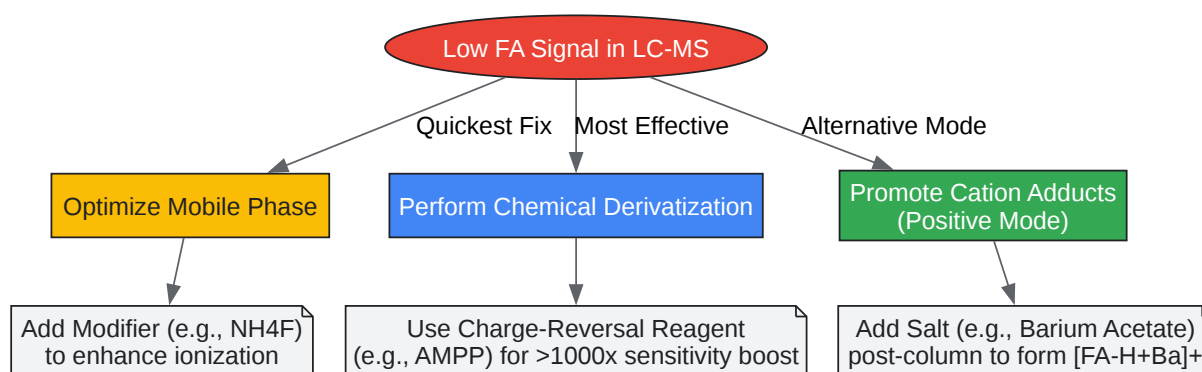 Low FA Signal in LC-MS
Quickest Fix
Most Effective
Alternative Mode
Optimize Mobile Phase
Perform Chemical Derivatization
Promote Cation Adducts
(Positive Mode)
Add Modifier (e.g., NH4F)
to enhance ionization
Use Charge-Reversal Reagent
(e.g., AMPP) for >1000x sensitivity boost
Add Salt (e.g., Barium Acetate)
post-column to form [FA-H+Ba]+